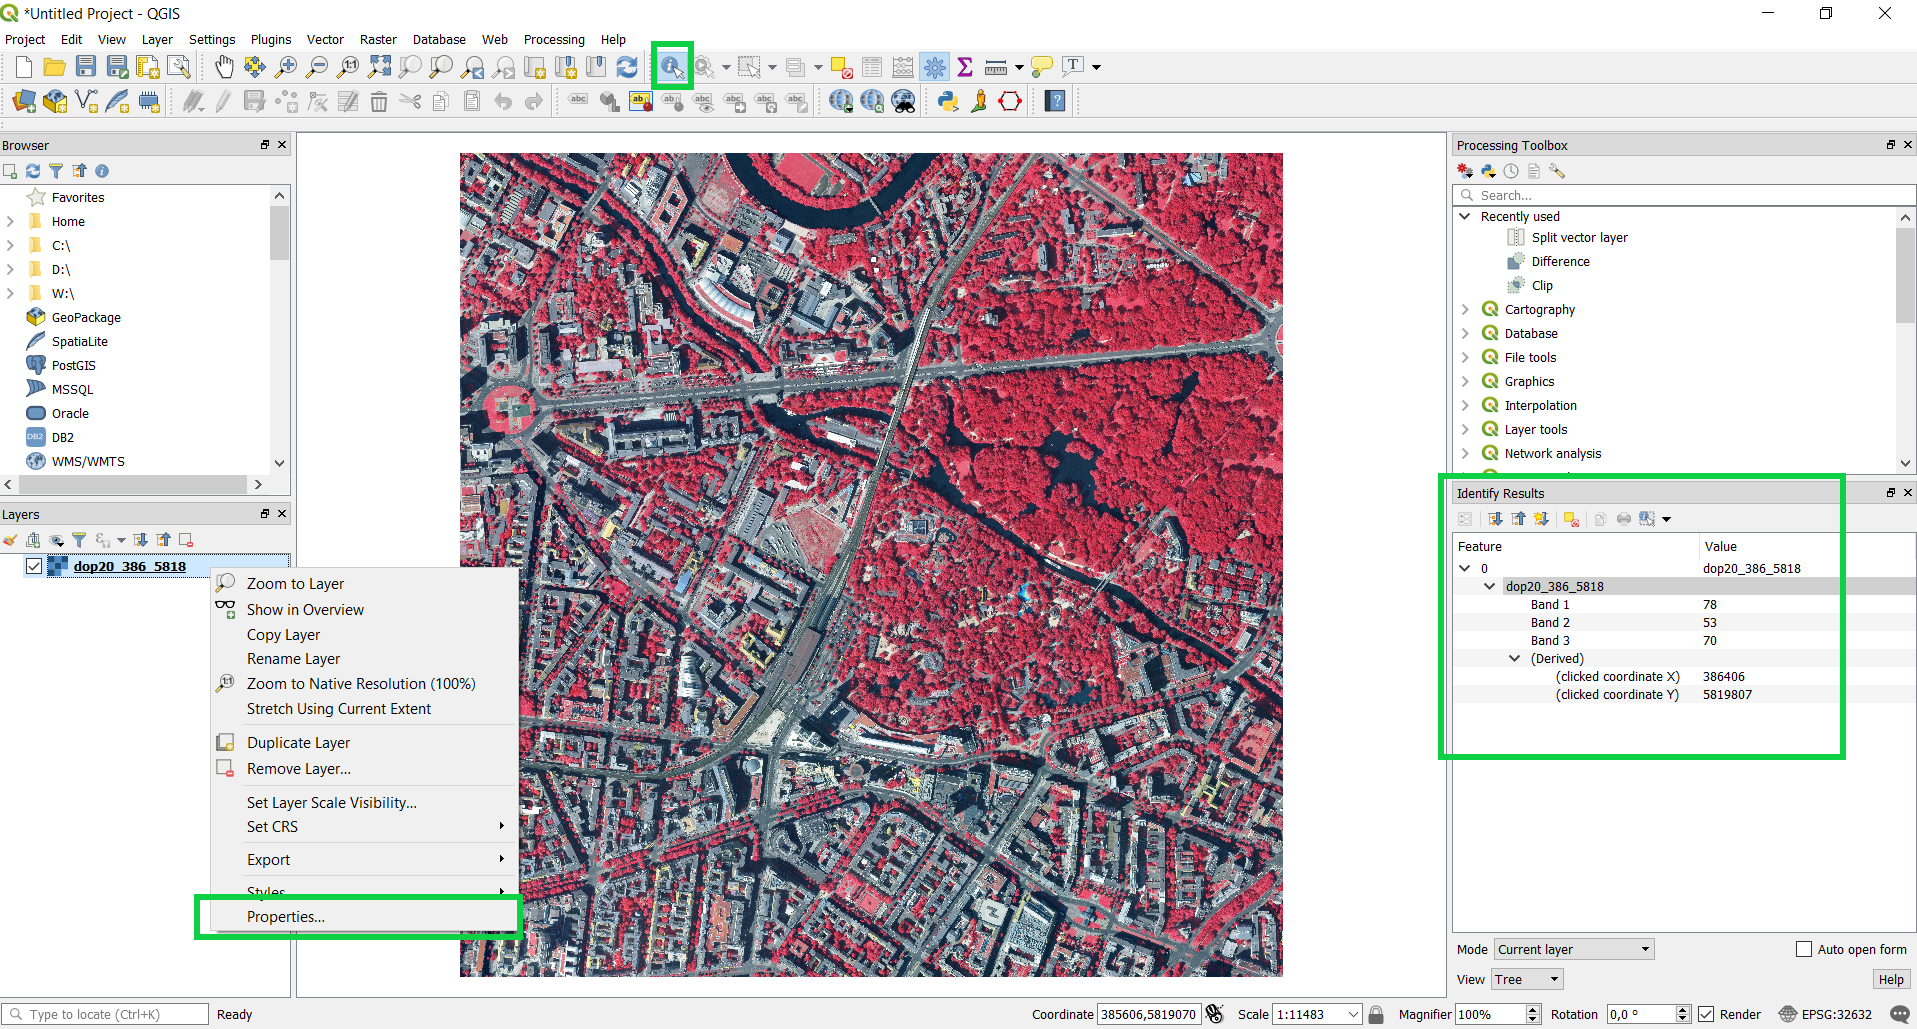 *Untitled Project - QGIS
Project Edit View Layer Settings Plugins Vector Raster Database Web Processing Help
Browser
Favorites
Home
C:\
D:\
W:\
GeoPackage
SpatiaLite
PostGIS
MSSQL
Oracle
DB2
DB2
WMS/WMTS
Layers
dop20_386_5818
Zoom to Layer
Show in Overview
Copy Layer
Rename Layer
Zoom to Native Resolution (100%)
Stretch Using Current Extent
Duplicate Layer
Remove Layer...
Set Layer Scale Visibility...
Set CRS
Export
Styles
Properties...
Processing Toolbox
Search...
Recently used
Split vector layer
Difference
Clip
Cartography
Database
File tools
Graphics
Interpolation
Layer tools
Network analysis
Identify Results
Feature Value
0 dop20_386_5818
dop20_386_5818
Band 1 78
Band 2 53
Band 3 70
(Derived)
(clicked coordinate X) 386406
(clicked coordinate Y) 5819807
Mode Current layer Auto open form
View Tree Help
Type to locate (Ctrl+K) Ready Coordinate 385606,5819070 Scale 1:11483 Magnifier 100% Rotation 0,0 ° Render EPSG:32632